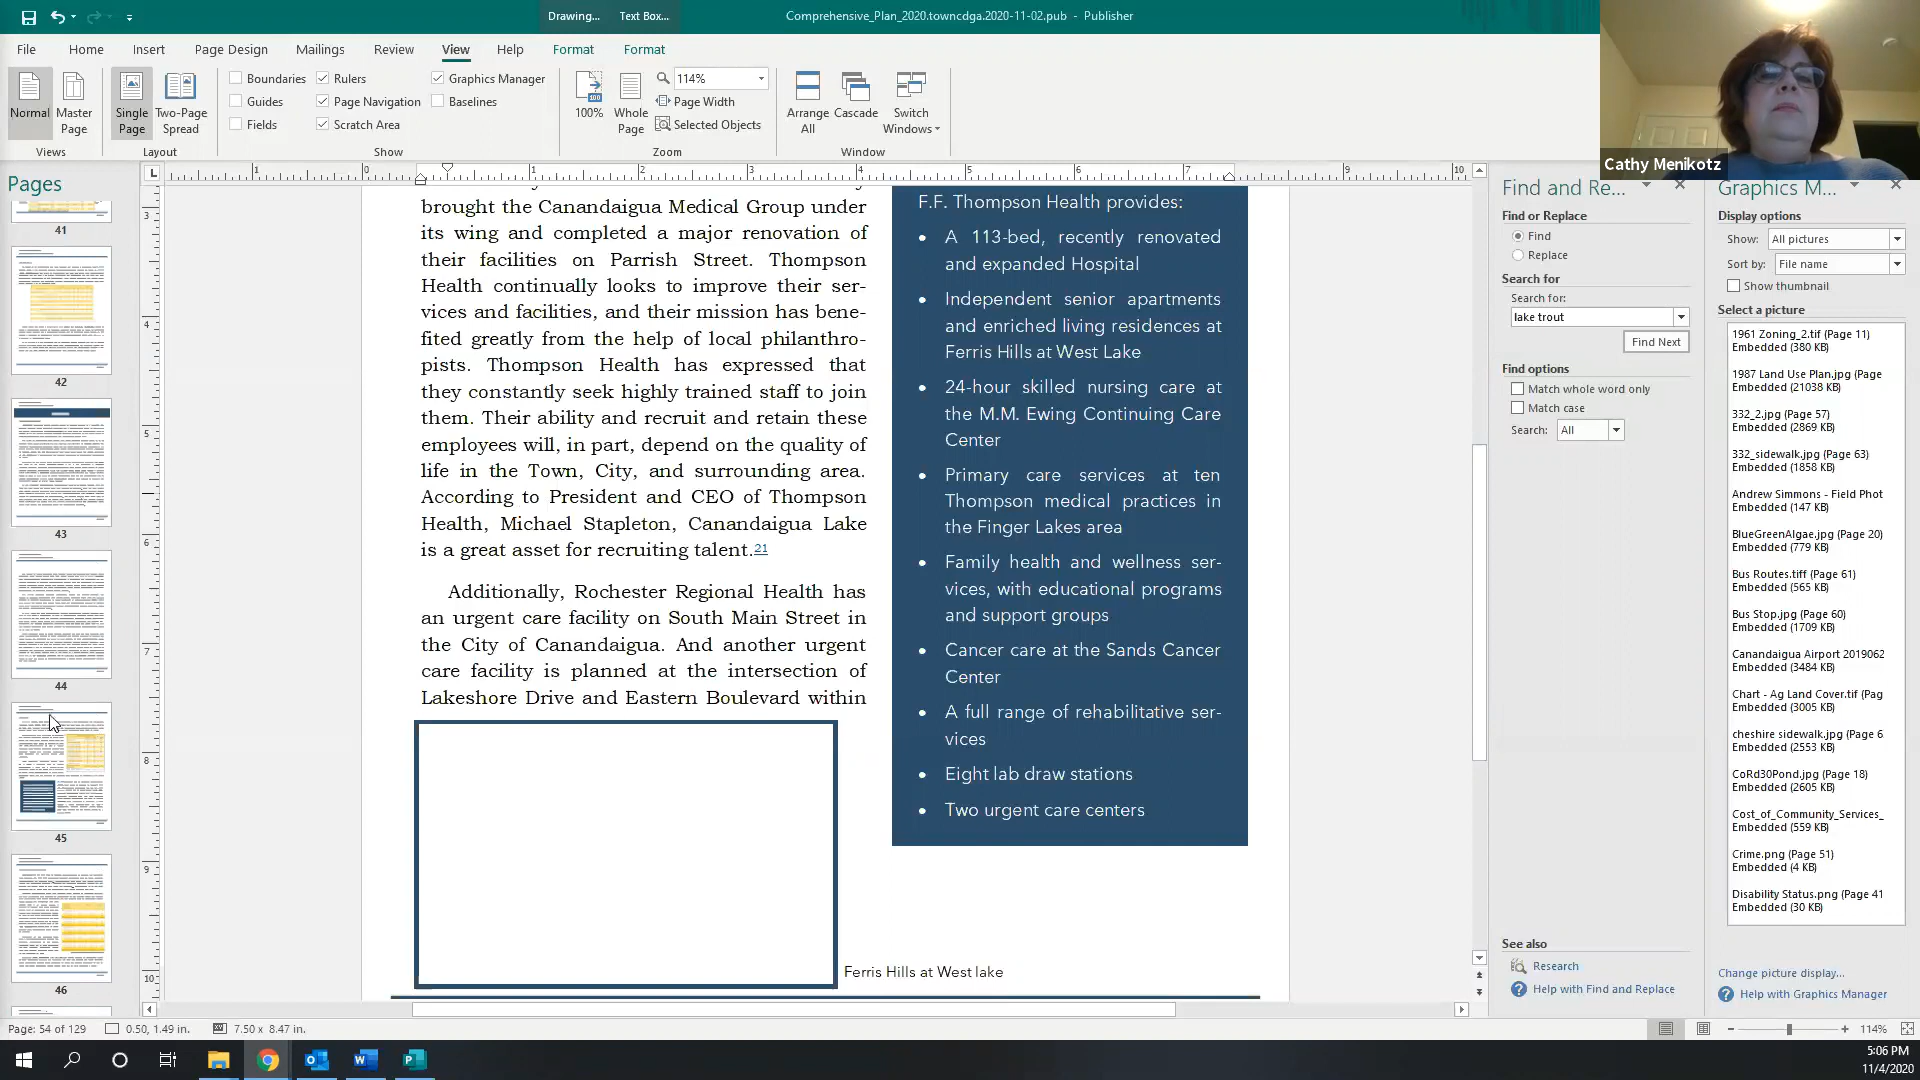 Drawing...
Text Box...
Comprehensive_Plan_2020.towncdga.2020-11-02.pub - Publisher
File
Home
Insert
Page Design
Mailings
Review
View
Help
Format
Format
Normal
Master Page
Single Page
Two-Page Spread
Boundaries
Rulers
Graphics Manager
Guides
Page Navigation
Baselines
Fields
Scratch Area
100%
Whole Page
114%
Page Width
Selected Objects
Arrange All
Cascade
Switch Windows
Views
Layout
Show
Zoom
Window
Cathy Menikotz
Pages
41
42
43
44
45
46
brought the Canandaigua Medical Group under
its wing and completed a major renovation of
their facilities on Parrish Street. Thompson
Health continually looks to improve their ser-
vices and facilities, and their mission has bene-
fited greatly from the help of local philanthro-
pists. Thompson Health has expressed that
they constantly seek highly trained staff to join
them. Their ability and recruit and retain these
employees will, in part, depend on the quality of
life in the Town, City, and surrounding area.
According to President and CEO of Thompson
Health, Michael Stapleton, Canandaigua Lake
is a great asset for recruiting talent.21
Additionally, Rochester Regional Health has
an urgent care facility on South Main Street in
the City of Canandaigua. And another urgent
care facility is planned at the intersection of
Lakeshore Drive and Eastern Boulevard within
F.F. Thompson Health provides:
• A 113-bed, recently renovated
and expanded Hospital
• Independent senior apartments
and enriched living residences at
Ferris Hills at West Lake
• 24-hour skilled nursing care at
the M.M. Ewing Continuing Care
Center
• Primary care services at ten
Thompson medical practices in
the Finger Lakes area
• Family health and wellness ser-
vices, with educational programs
and support groups
• Cancer care at the Sands Cancer
Center
• A full range of rehabilitative ser-
vices
• Eight lab draw stations
• Two urgent care centers
Ferris Hills at West lake
Find and Re...
Find or Replace
Find
Replace
Search for
Search for:
lake trout
Find Next
Find options
Match whole word only
Match case
Search: All
See also
Research
Help with Find and Replace
Graphics M...
Display options
Show: All pictures
Sort by: File name
Show thumbnail
Select a picture
1961 Zoning_2.tif (Page 11)
Embedded (380 KB)
1987 Land Use Plan.jpg (Page
Embedded (21038 KB)
332_2.jpg (Page 57)
Embedded (2869 KB)
332_sidewalk.jpg (Page 63)
Embedded (1858 KB)
Andrew Simmons - Field Phot
Embedded (147 KB)
BlueGreenAlgae.jpg (Page 20)
Embedded (779 KB)
Bus Routes.tiff (Page 61)
Embedded (565 KB)
Bus Stop.jpg (Page 60)
Embedded (1709 KB)
Canandaigua Airport 2019062
Embedded (3484 KB)
Chart - Ag Land Cover.tif (Pag
Embedded (3005 KB)
cheshire sidewalk.jpg (Page 6
Embedded (2553 KB)
CoRd30Pond.jpg (Page 18)
Embedded (2605 KB)
Cost_of_Community_Services_
Embedded (559 KB)
Crime.png (Page 51)
Embedded (4 KB)
Disability Status.png (Page 41
Embedded (30 KB)
Change picture display...
Help with Graphics Manager
Page: 54 of 129
0.50, 1.49 in.
7.50 x 8.47 in.
114%
5:06 PM
11/4/2020